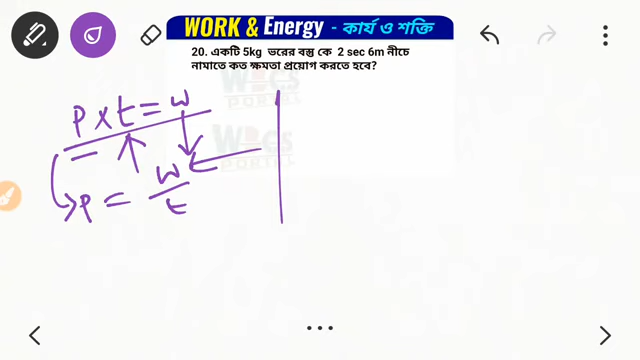 WORK & Energy - কার্য ও শক্তি
20. একটি 5kg ভরের বস্তু কে 2 sec 6m নীচে
নামাতে কত ক্ষমতা প্রয়োগ করতে হবে?
P × t = W
P = W/t